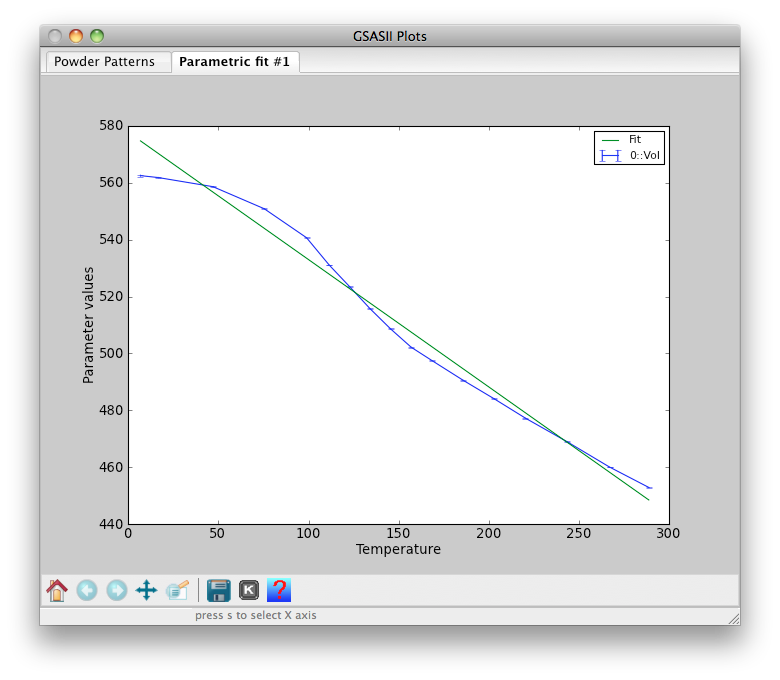 GSASII Plots
Powder Patterns
Parametric fit #1
580
560
540
520
500
480
460
440
Parameter values
Fit
0::Vol
0 50 100 150 200 250 300
Temperature
K
?
press s to select X axis